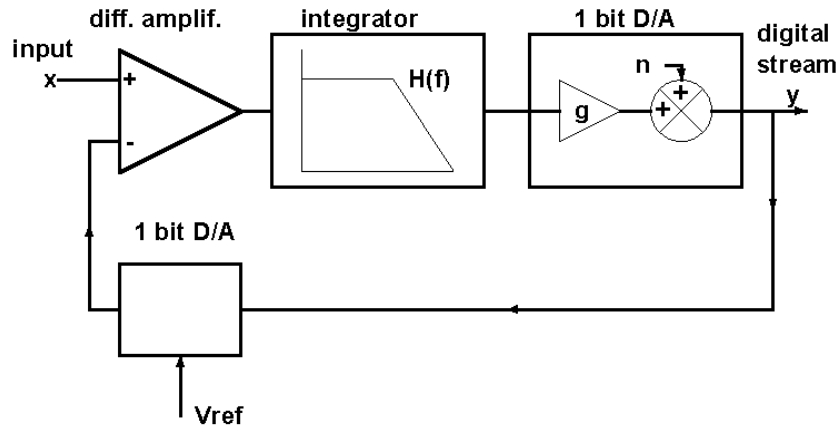 diff. amplif.
integrator
1 bit D/A
input
x
+
-
H(f)
g
n
+
+
digital
stream
y
1 bit D/A
Vref